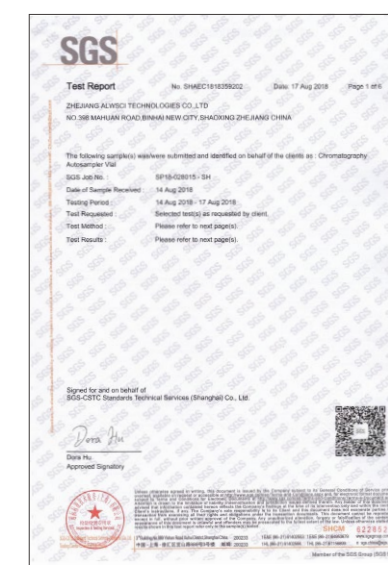 SGS
Test Report No. SHAEC1818359202 Date: 17 Aug 2018 Page 1 of 6
ZHEJIANG ALWSCI TECHNOLOGIES CO.,LTD
NO.398 MAHUAN ROAD,BINHAI NEW CITY,SHAOXING ZHEJIANG CHINA
The following sample(s) was/were submitted and identified on behalf of the clients as : Chromatography
Autosampler Vial
SGS Job No. : SP18-028015 - SH
Date of Sample Received : 14 Aug 2018
Testing Period : 14 Aug 2018 - 17 Aug 2018
Test Requested : Selected test(s) as requested by client.
Test Method : Please refer to next page(s).
Test Results : Please refer to next page(s).
Signed for and on behalf of
SGS-CSTC Standards Technical Services (Shanghai) Co., Ltd.
Dora Hu
Dora Hu
Approved Signatory
SHCM
Member of the SGS Group (SGS